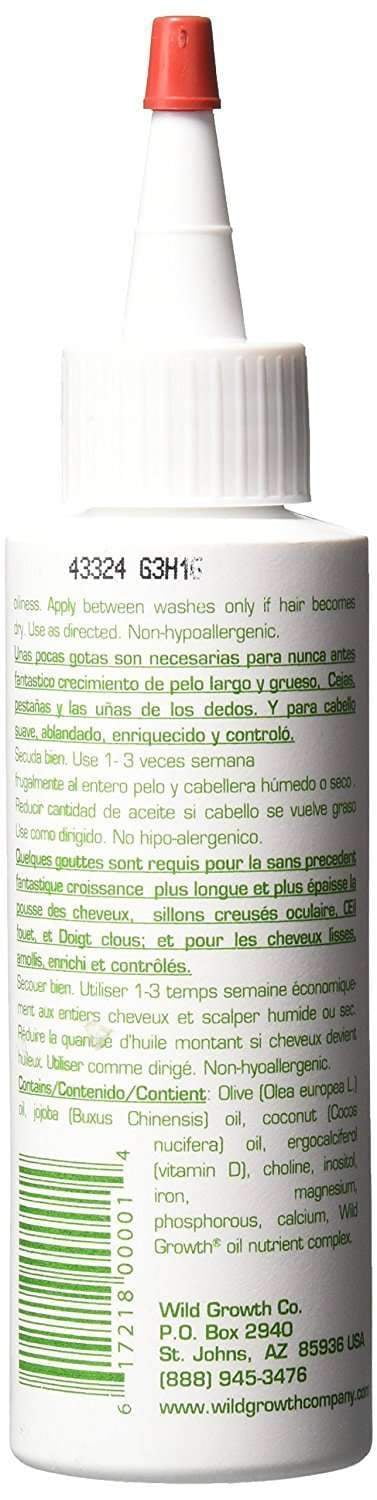 43324 G3H1G
oiliness. Apply between washes only if hair becomes
dry. Use as directed. Non-hypoallergenic.
Unas pocas gotas son necesarias para nunca antes
fantastico crecimiento de pelo largo y grueso, Cejas,
pestañas y las uñas de los dedos. Y para cabello
suave, ablandado, enriquecido y controló.
Secuda bien. Use 1- 3 veces semana
frugalmente al entero pelo y cabellera húmedo o seco.
Reducir cantidad de aceite si cabello se vuelve graso
Use como dirigido. No hipo-alergenico.
Quelques gouttes sont requis pour la sans precedent
fantastique croissance plus longue et plus épaisse la
pousse des cheveux, sillons creusés oculaire, Œil
fouet, et Doigt clous; et pour les cheveux lisses,
amollis, enrichi et contrôlés.
Secouer bien. Utiliser 1-3 temps semaine économique-
ment aux entiers cheveux et scalper humide ou sec.
Réduire la quantité d'huile montant si cheveux devient
huileux. Utiliser comme dirigé. Non-hyoallergenic.
Contains/Contenido/Contient: Olive (Olea europea L.)
oil, jojoba (Buxus Chinensis) oil, coconut (Cocos
nucifera) oil, ergocalciferol
(vitamin D), choline, inositol,
iron, magnesium,
phosphorous, calcium, Wild
Growth® oil nutrient complex.
6 17218 00001 4
Wild Growth Co.
P.O. Box 2940
St. Johns, AZ 85936 USA
(888) 945-3476
www.wildgrowthcompany.com